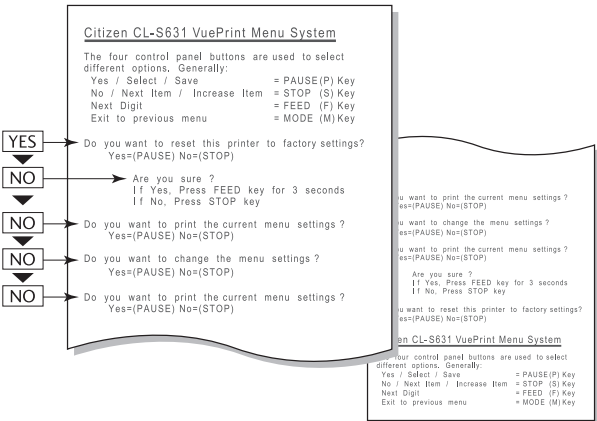 Citizen CL-S631 VuePrint Menu System
The four control panel buttons are used to select
different options. Generally:
Yes / Select / Save = PAUSE(P) Key
No / Next Item / Increase Item = STOP (S) Key
Next Digit = FEED (F) Key
Exit to previous menu = MODE (M) Key
YES
Do you want to reset this printer to factory settings?
Yes=(PAUSE) No=(STOP)
NO
Are you sure ?
If Yes, Press FEED key for 3 seconds
If No, Press STOP key
NO
Do you want to print the current menu settings ?
Yes=(PAUSE) No=(STOP)
NO
Do you want to change the menu settings ?
Yes=(PAUSE) No=(STOP)
NO
Do you want to print the current menu settings ?
Yes=(PAUSE) No=(STOP)
want to print the current menu settings ?
es=(PAUSE) No=(STOP)
want to change the menu settings ?
es=(PAUSE) No=(STOP)
want to print the current menu settings ?
es=(PAUSE) No=(STOP)
Are you sure ?
If Yes, Press FEED key for 3 seconds
If No, Press STOP key
want to reset this printer to factory settings?
es=(PAUSE) No=(STOP)
en CL-S631 VuePrint Menu System
four control panel buttons are used to select
different options. Generally:
Yes / Select / Save = PAUSE(P) Key
No / Next Item / Increase Item = STOP (S) Key
Next Digit = FEED (F) Key
Exit to previous menu = MODE (M) Key